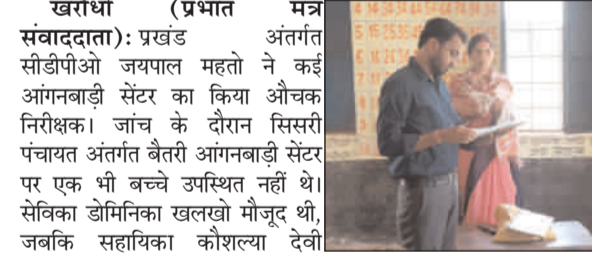 खरौंधी (प्रभात मंत्र
संवाददाता): प्रखंड अंतर्गत
सीडीपीओ जयपाल महतो ने कई
आंगनबाड़ी सेंटर का किया औचक
निरीक्षक। जांच के दौरान सिसरी
पंचायत अंतर्गत बैतरी आंगनबाड़ी सेंटर
पर एक भी बच्चे उपस्थित नहीं थे।
सेविका डोमिनिका खलखो मौजूद थी,
जबकि सहायिका कौशल्या देवी